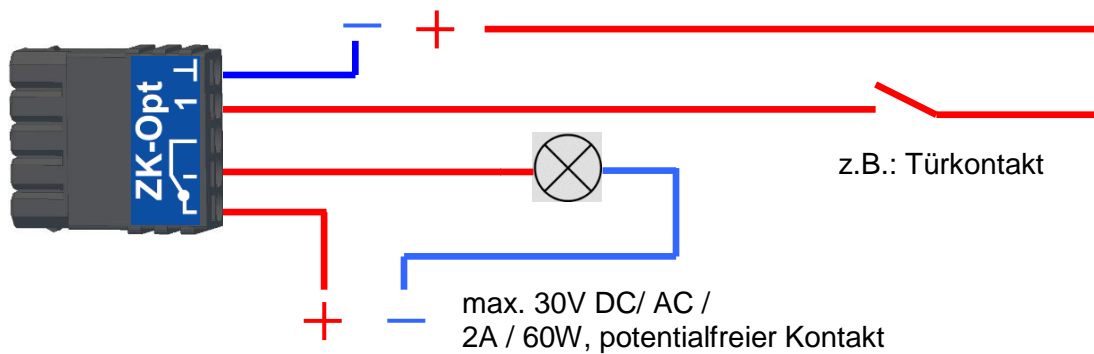 − +
ZK-Opt
⊥
1
z.B.: Türkontakt
+ −
max. 30V DC/ AC /
2A / 60W, potentialfreier Kontakt